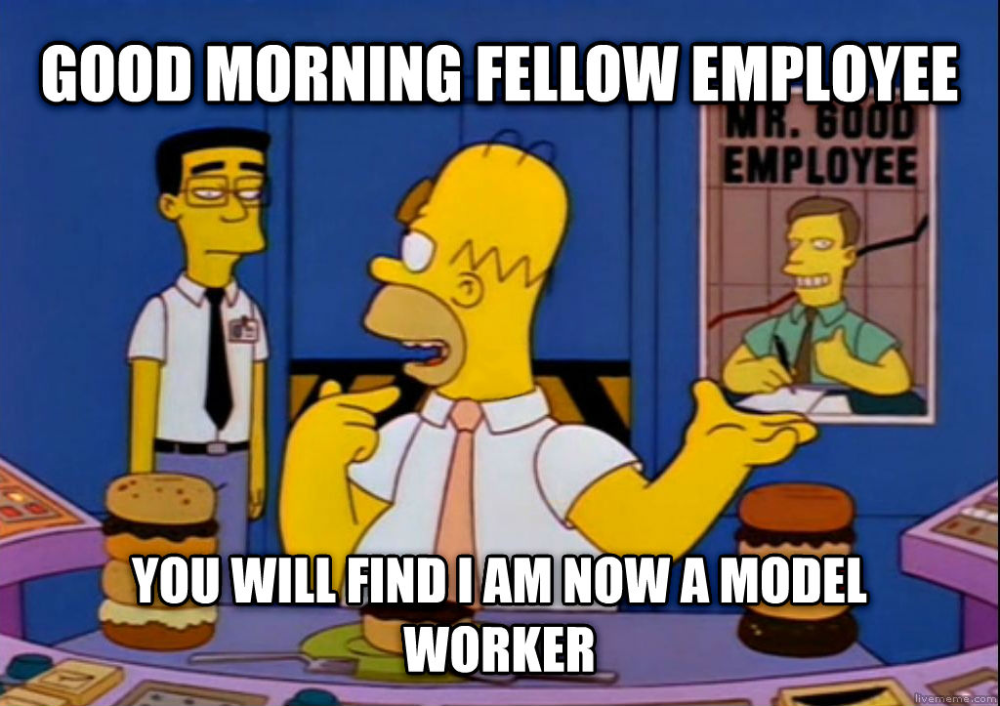 GOOD MORNING FELLOW EMPLOYEE
MR. GOOD
EMPLOYEE
YOU WILL FIND I AM NOW A MODEL
WORKER
livememe.com